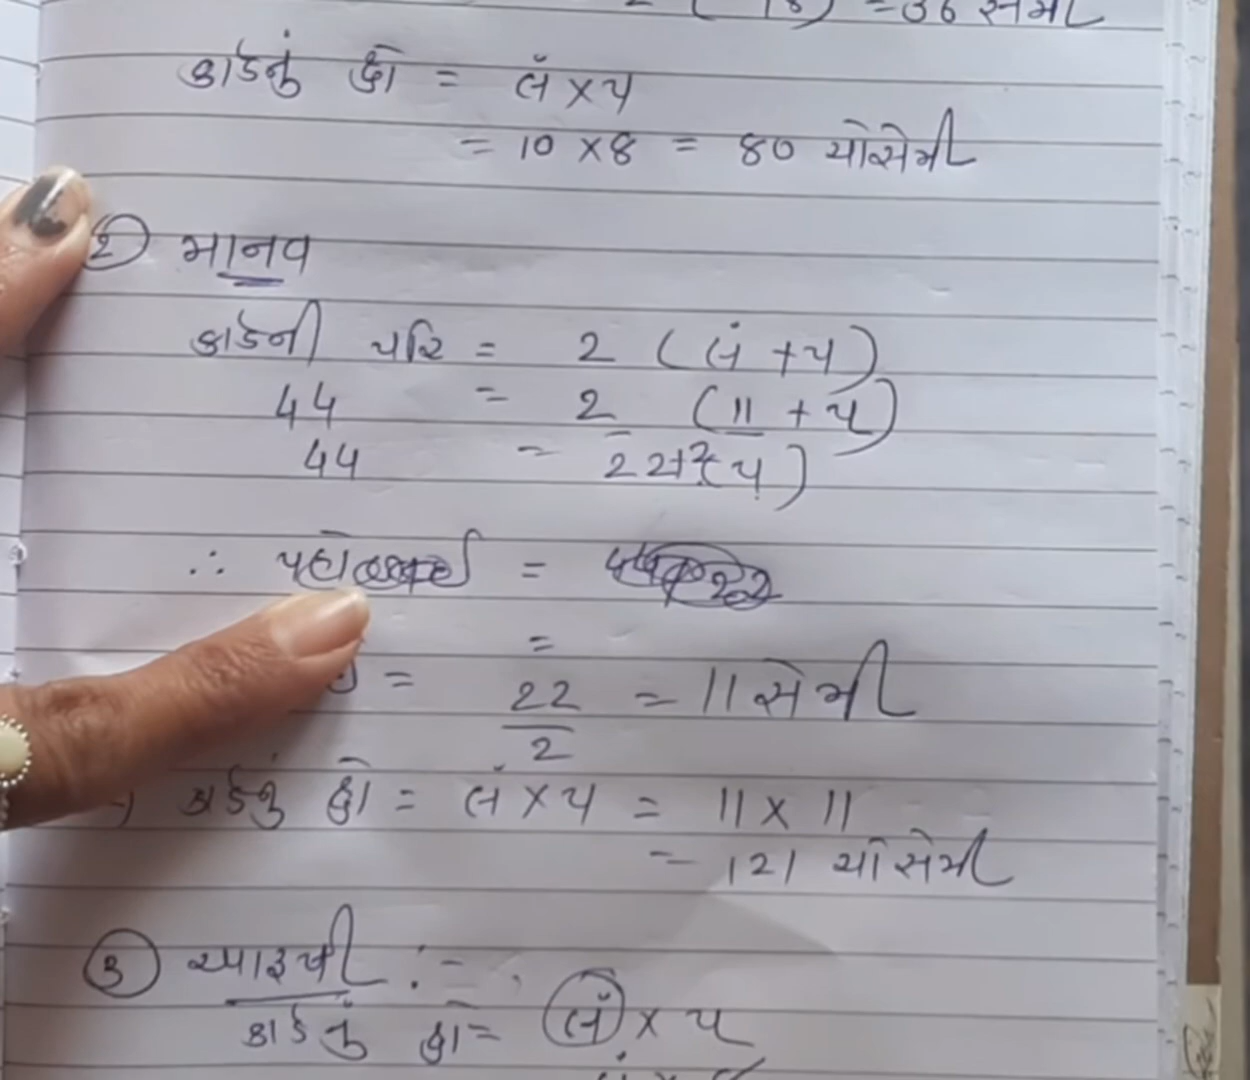 = 36 સેમી
કાર્ડનું ક્ષે = લં × પ
= 10 × 8 = 80 ચોસેમી
② માનવ
કાર્ડની પરિ = 2 (લં + પ)
44 = 2 (11 + પ)
44 = 22 + 2(પ)
∴ પહોળાઈ =
=
= 22/2 = 11 સેમી
કાર્ડનું ક્ષે = લં × પ = 11 × 11
= 121 ચોસેમી
③
કાર્ડનું ક્ષે = લં × પ